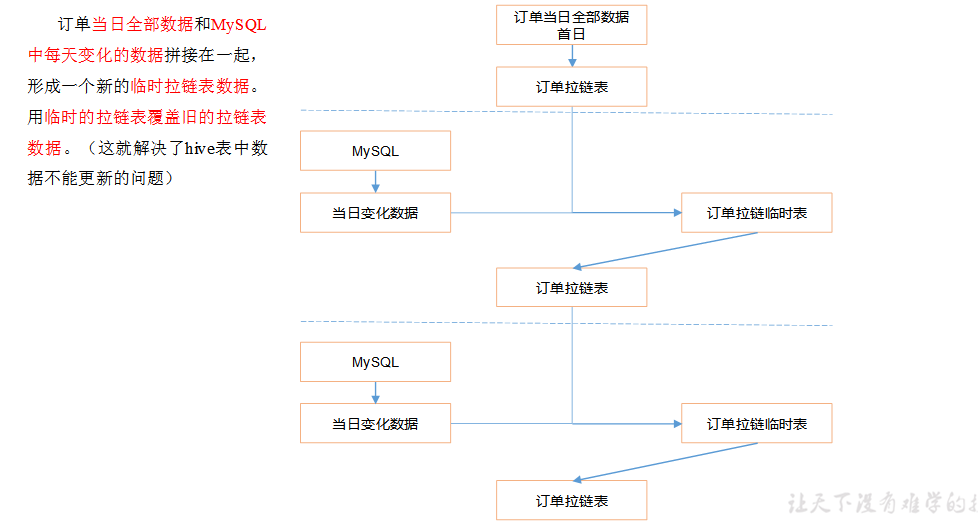 订单当日全部数据和MySQL
中每天变化的数据拼接在一起，
形成一个新的临时拉链表数据。
用临时的拉链表覆盖旧的拉链表
数据。（这就解决了hive表中数
据不能更新的问题）
订单当日全部数据
首日
订单拉链表
MySQL
当日变化数据
订单拉链临时表
订单拉链表
MySQL
当日变化数据
订单拉链临时表
订单拉链表
让天下没有难学的